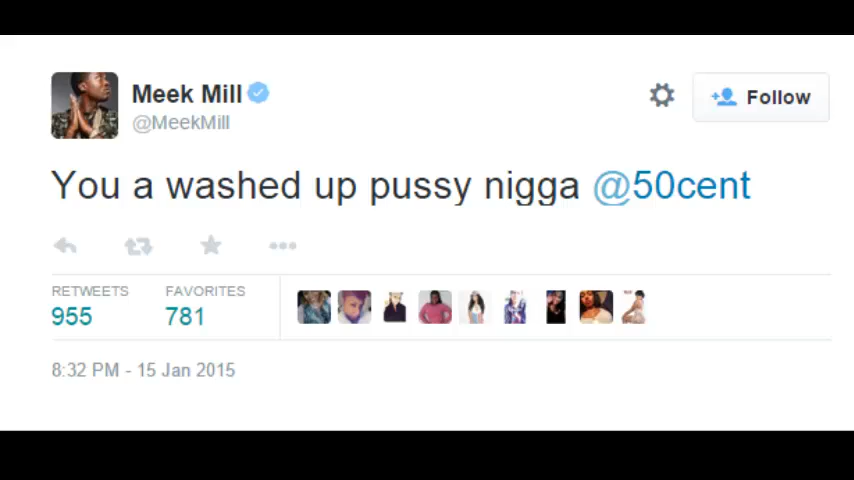 Meek Mill
@MeekMill
Follow
You a washed up pussy nigga @50cent
RETWEETS FAVORITES
955 781
8:32 PM - 15 Jan 2015